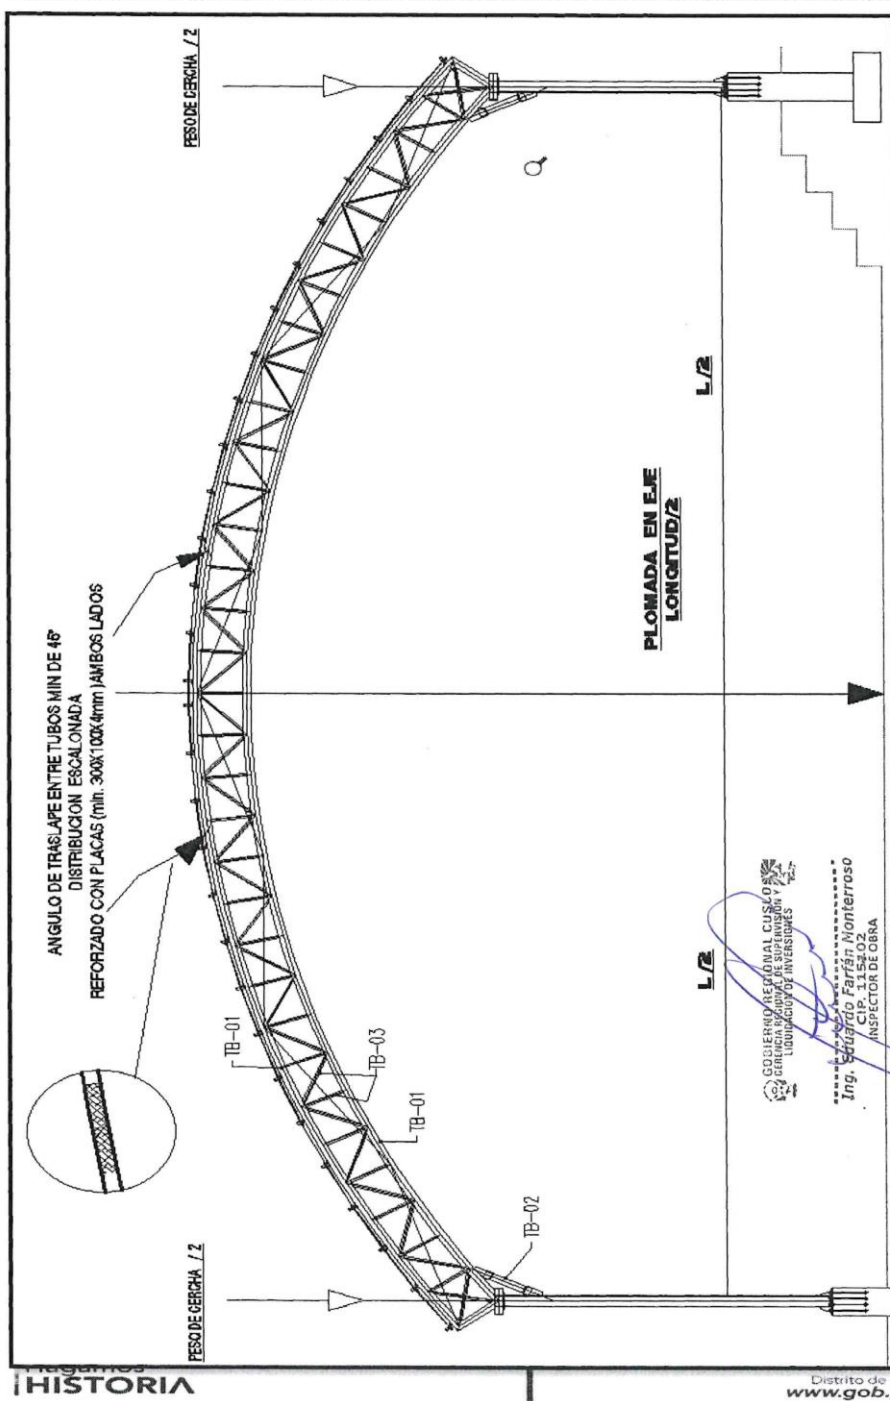 PESO DE CERCHA / 2
ANGULO DE TRASLAPE ENTRE TUBOS MIN DE 45°
DISTRIBUCION ESCALONADA
REFORZADO CON PLACAS (min. 300X100X4mm ) AMBOS LADOS
PESO DE CERCHA / 2
TB-01
TB-03
TB-01
TB-02
PLOMADA EN EJE
LONGITUD/2
L/2
L/2
GOBIERNO REGIONAL CUSCO
GERENCIA REGIONAL DE SUPERVISIÓN Y
LIQUIDACIÓN DE INVERSIONES
Ing. Eduardo Farfán Monterroso
CIP. 115402
INSPECTOR DE OBRA
HISTORIA
Distrito de
www.gob.